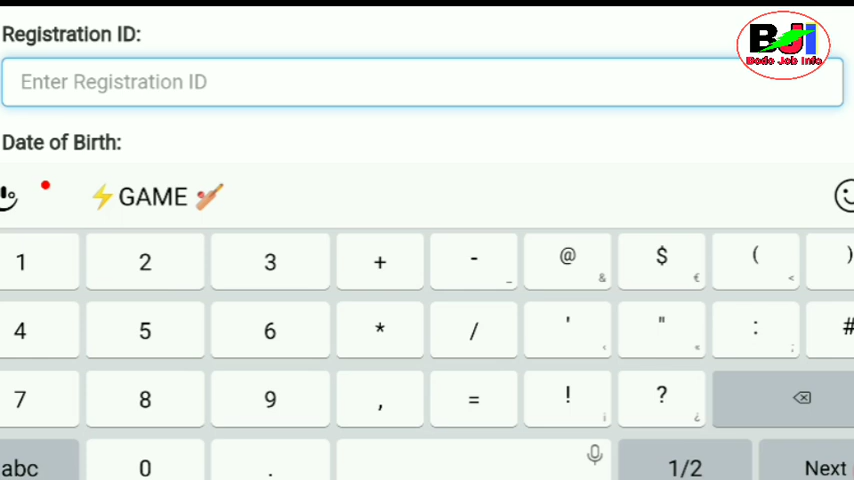 Registration ID:
BJI
Bodo Job Info
Enter Registration ID
Date of Birth:
⚡GAME 🏏
1 2 3 + - _ @ & $ € ( < )
4 5 6 * / ' ‹ " « : ; #
7 8 9 , = ! ¡ ? ¿
abc 0 . 1/2 Next